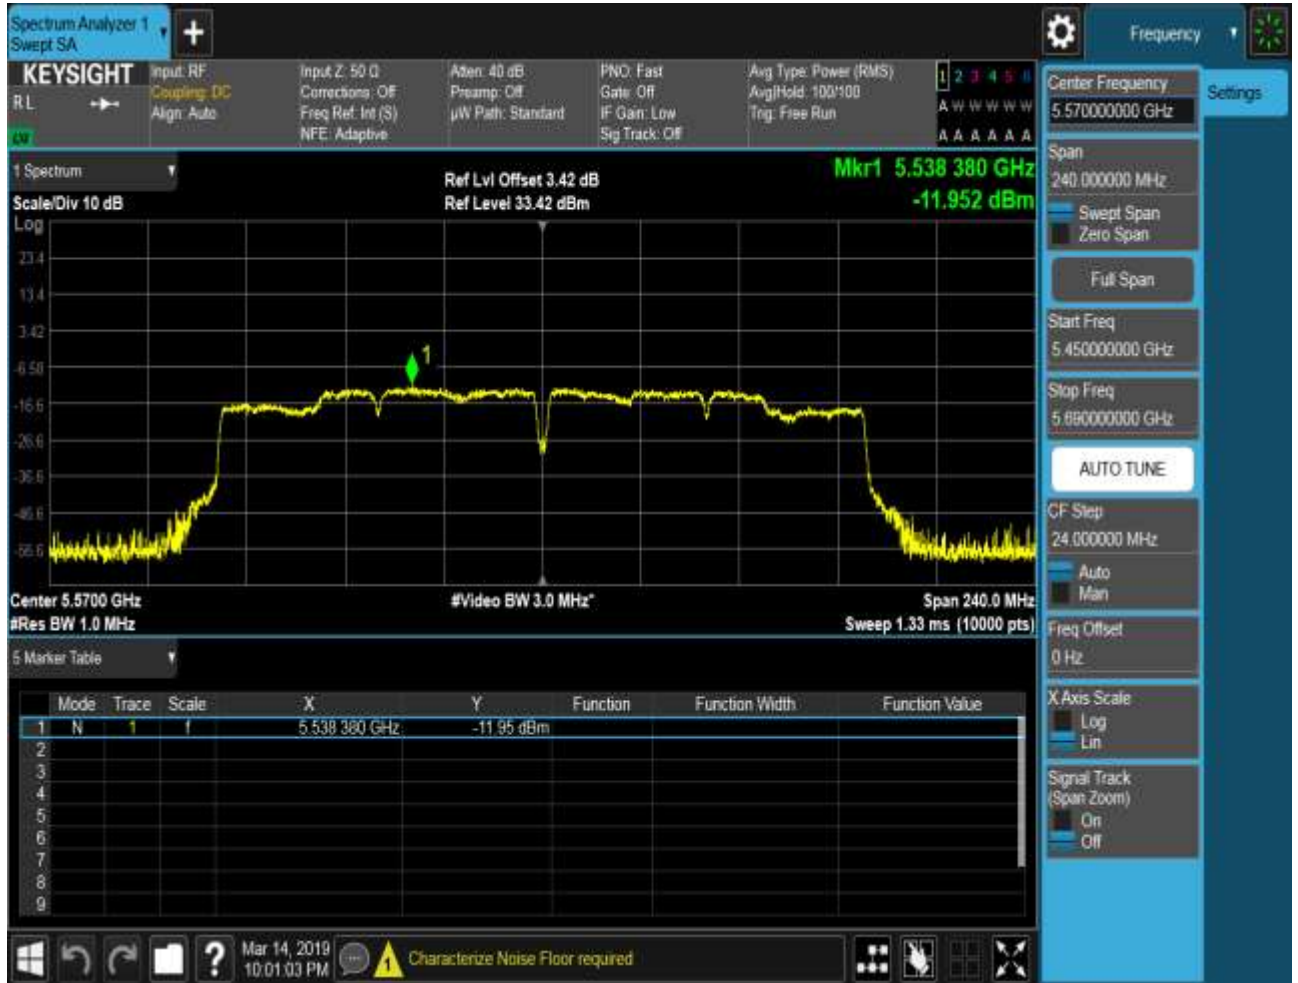 Spectrum Analyzer 1
Swept SA
+
Frequency
KEYSIGHT
RL
Input: RF
Coupling: DC
Align: Auto
Input Z: 50 Ω
Corrections: Off
Freq Ref: Int (S)
NFE: Adaptive
Atten: 40 dB
Preamp: Off
µW Path: Standard
PNO: Fast
Gate: Off
IF Gain: Low
Sig Track: Off
Avg Type: Power (RMS)
Avg|Hold: 100/100
Trig: Free Run
1 2 3 4 5 6
A W W W W W
A A A A A A
1 Spectrum
Scale/Div 10 dB
Ref Lvl Offset 3.42 dB
Ref Level 33.42 dBm
Mkr1 5.538 380 GHz
-11.952 dBm
Log
23.4
13.4
3.42
-6.58
-16.6
-26.6
-36.6
-46.6
-56.6
1
Center 5.5700 GHz
#Res BW 1.0 MHz
#Video BW 3.0 MHz*
Span 240.0 MHz
Sweep 1.33 ms (10000 pts)
5 Marker Table
Mode Trace Scale X Y Function Function Width Function Value
1 N 1 f 5.538 380 GHz -11.95 dBm
2
3
4
5
6
7
8
9
Mar 14, 2019
10:01:03 PM
?
1
Characterize Noise Floor required
Center Frequency
5.570000000 GHz
Settings
Span
240.000000 MHz
Swept Span
Zero Span
Full Span
Start Freq
5.450000000 GHz
Stop Freq
5.690000000 GHz
AUTO TUNE
CF Step
24.000000 MHz
Auto
Man
Freq Offset
0 Hz
X Axis Scale
Log
Lin
Signal Track
(Span Zoom)
On
Off